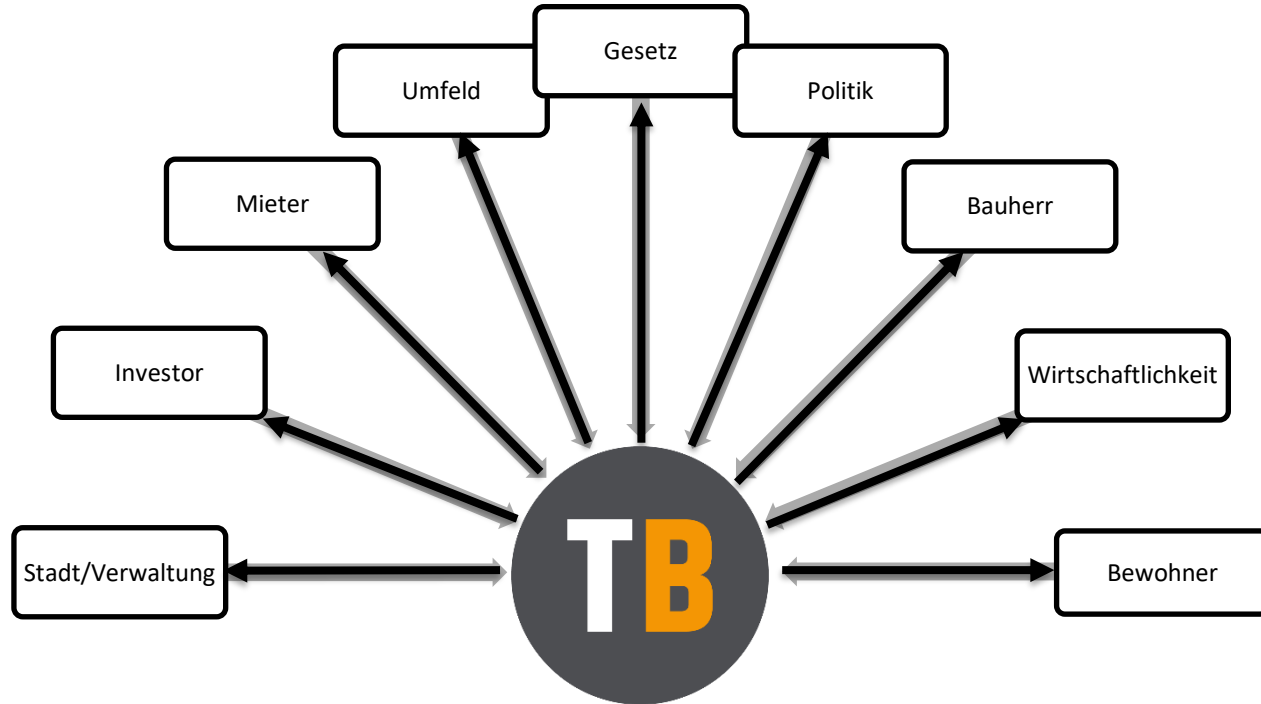 Gesetz
Umfeld
Politik
Mieter
Bauherr
Investor
Wirtschaftlichkeit
Stadt/Verwaltung
Bewohner
TB